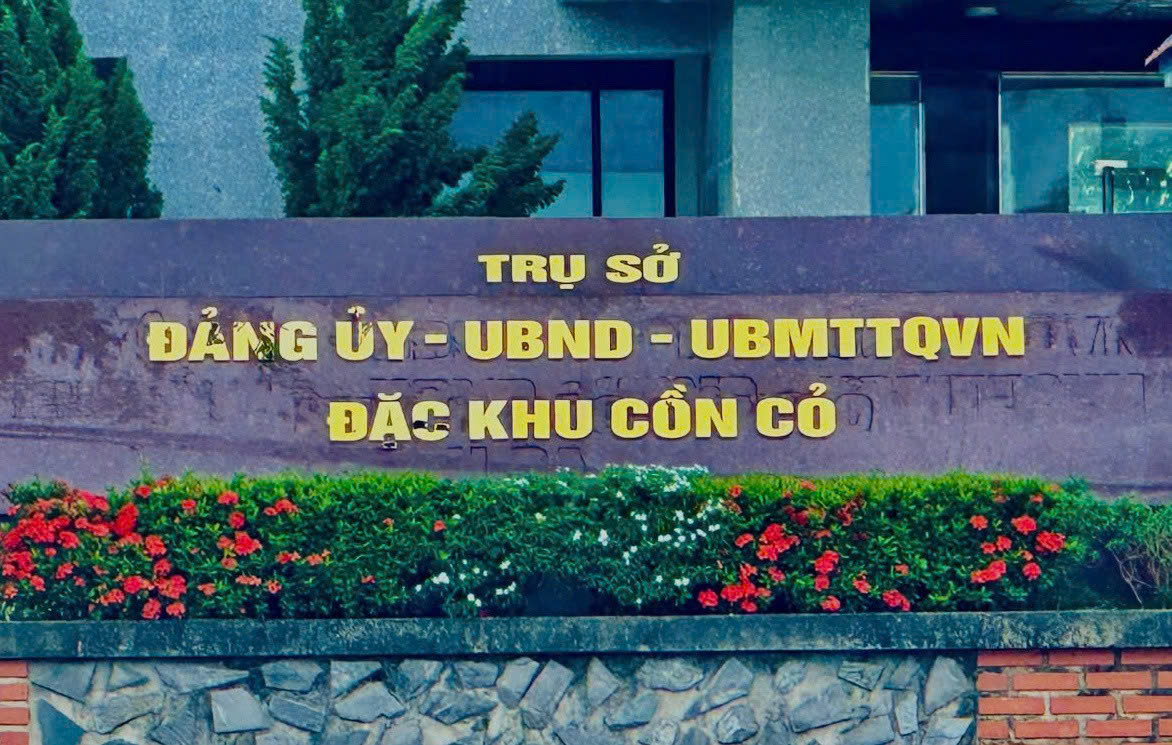 TRỤ SỞ
ĐẢNG ỦY - UBND - UBMTTQVN
ĐẶC KHU CỒN CỎ